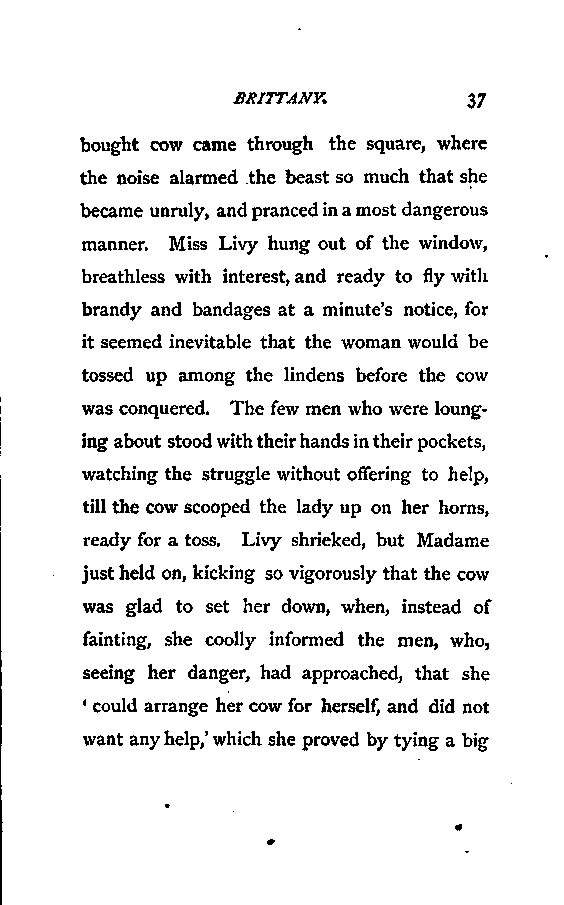 BRITTANY. 37
bought cow came through the square, where
the noise alarmed the beast so much that she
became unruly, and pranced in a most dangerous
manner. Miss Livy hung out of the window,
breathless with interest, and ready to fly with
brandy and bandages at a minute's notice, for
it seemed inevitable that the woman would be
tossed up among the lindens before the cow
was conquered. The few men who were loung-
ing about stood with their hands in their pockets,
watching the struggle without offering to help,
till the cow scooped the lady up on her horns,
ready for a toss. Livy shrieked, but Madame
just held on, kicking so vigorously that the cow
was glad to set her down, when, instead of
fainting, she coolly informed the men, who,
seeing her danger, had approached, that she
' could arrange her cow for herself, and did not
want any help,' which she proved by tying a big